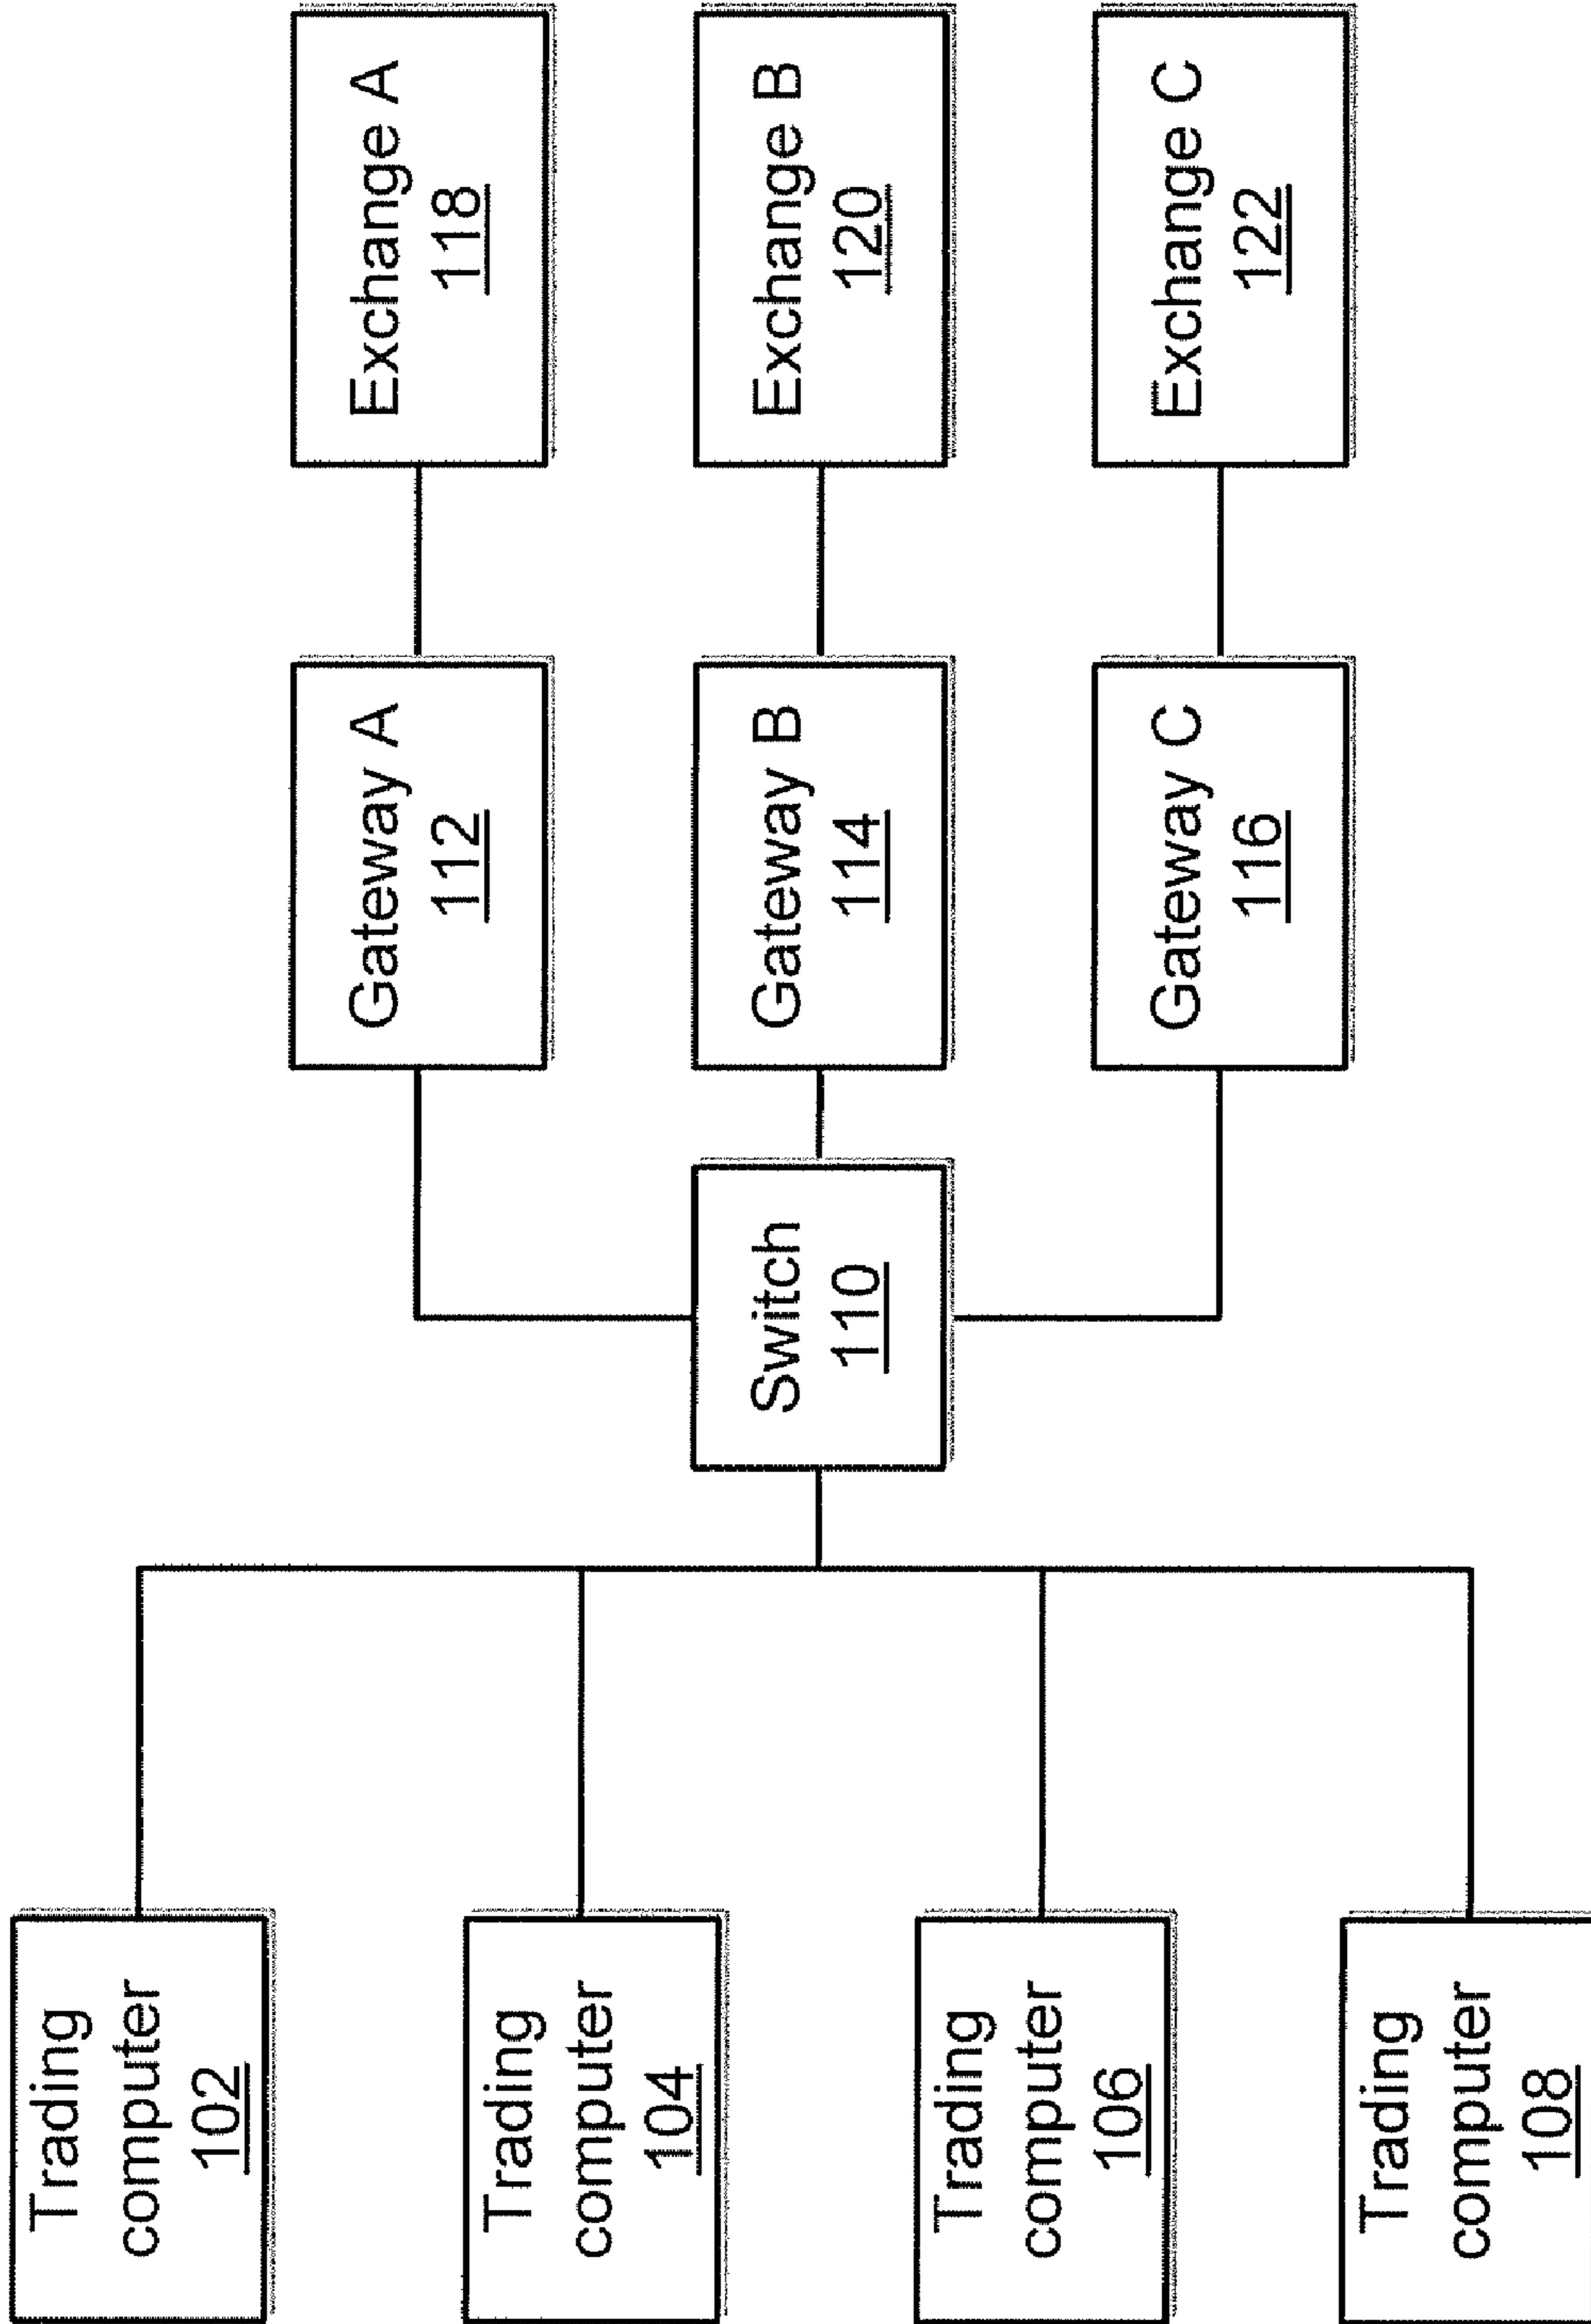 Trading
computer
102
Trading
computer
104
Trading
computer
106
Trading
computer
108
Switch
110
Gateway A
112
Gateway B
114
Gateway C
116
Exchange A
118
Exchange B
120
Exchange C
122